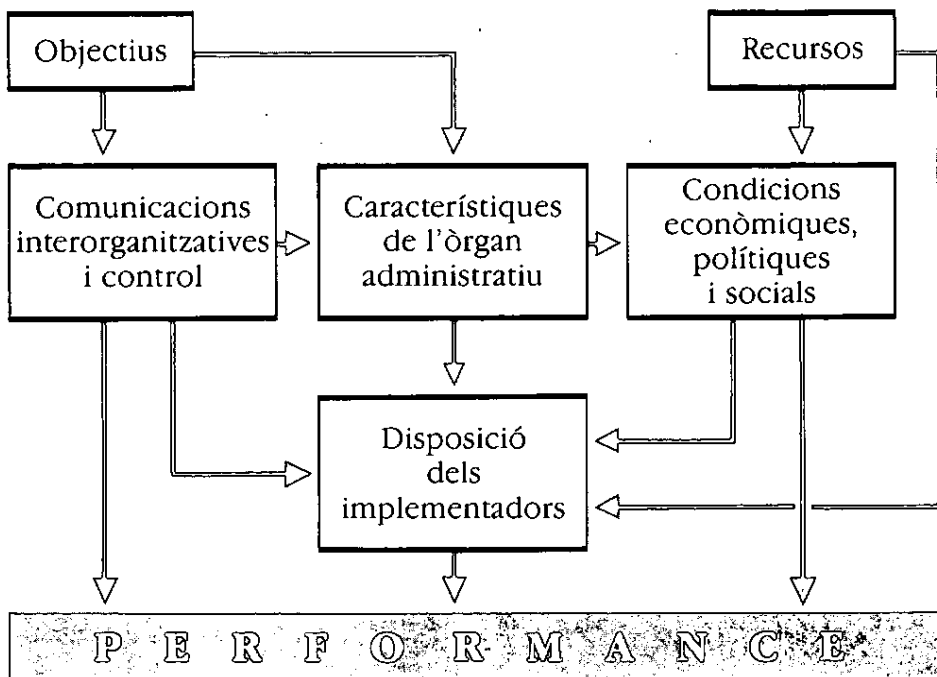 Objectius
Recursos
Comunicacions
interorganitzatives
i control
Característiques
de l'òrgan
administratiu
Condicions
econòmiques,
polítiques
i socials
Disposició
dels
implementadors
PERFORMANCE